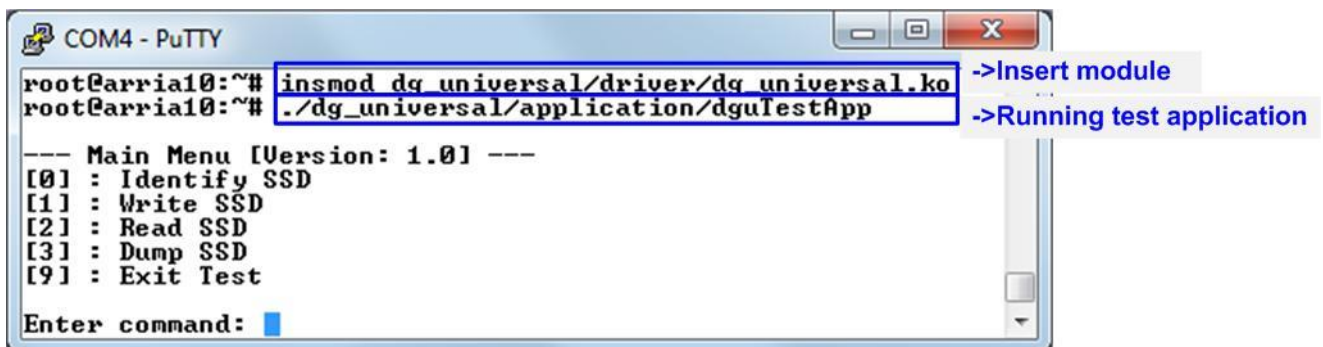 COM4 - PuTTY
root@arria10:~# insmod dg_universal/driver/dg_universal.ko
->Insert module
root@arria10:~# ./dg_universal/application/dguTestApp
->Running test application
--- Main Menu [Version: 1.0] ---
[0] : Identify SSD
[1] : Write SSD
[2] : Read SSD
[3] : Dump SSD
[9] : Exit Test
Enter command: